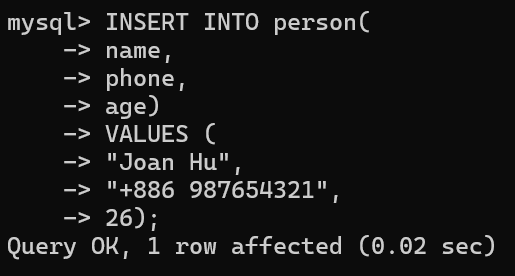 mysql> INSERT INTO person(
    -> name,
    -> phone,
    -> age)
    -> VALUES (
    -> "Joan Hu",
    -> "+886 987654321",
    -> 26);
Query OK, 1 row affected (0.02 sec)